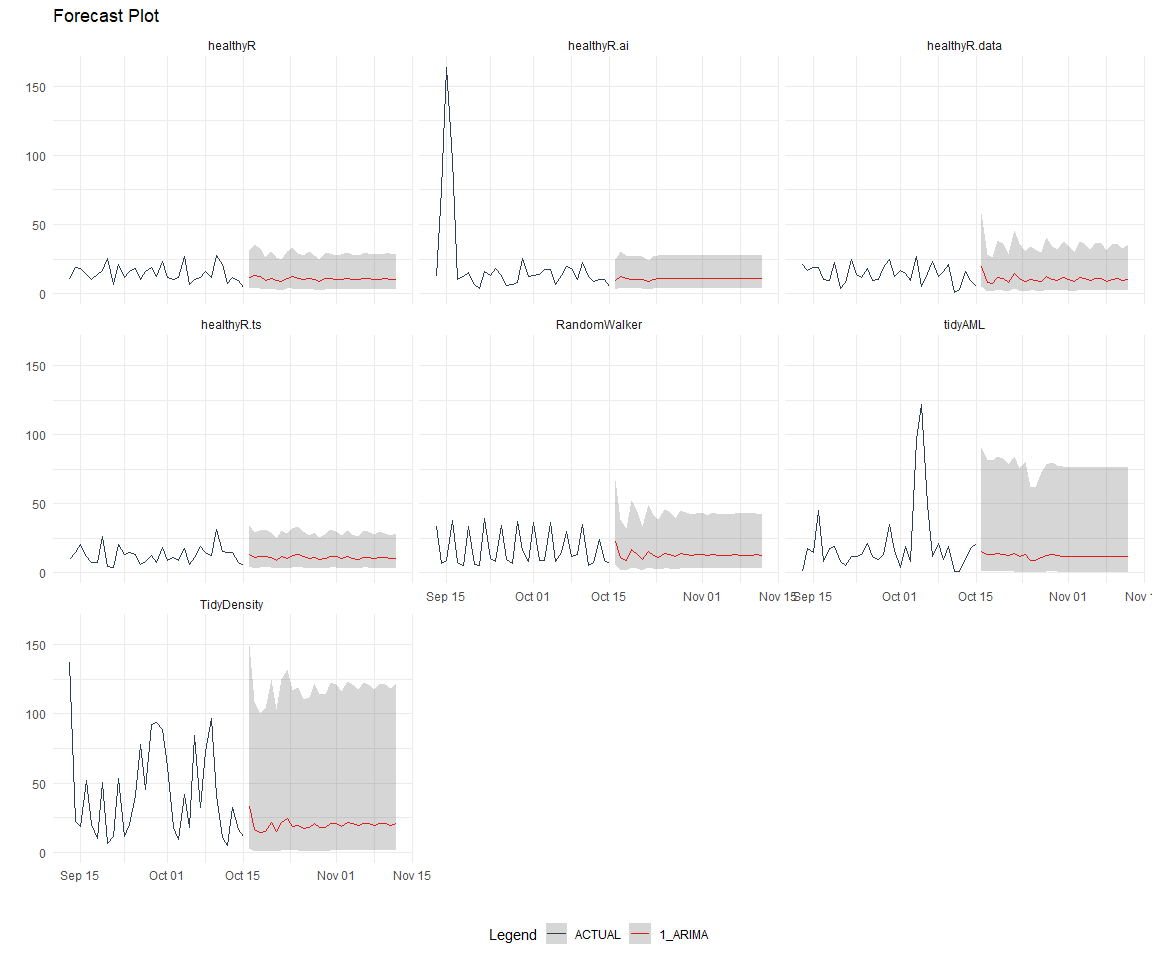 Forecast Plot
healthyR healthyR.ai healthyR.data
150
100
50
0
healthyR.ts RandomWalker tidyAML
150
100
50
0
Sep 15 Oct 01 Oct 15 Nov 01 Nov 15 Sep 15 Oct 01 Oct 15 Nov 01 Nov 1
TidyDensity
150
100
50
0
Sep 15 Oct 01 Oct 15 Nov 01 Nov 15
Legend ACTUAL 1_ARIMA